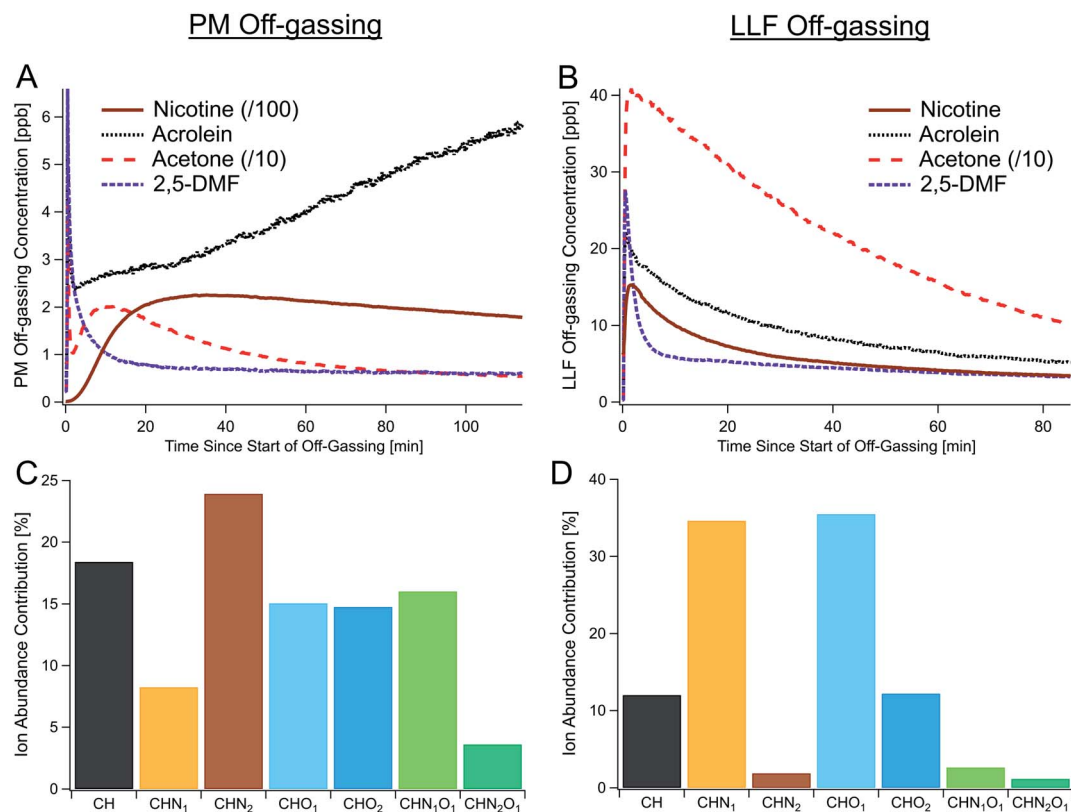 PM Off-gassing
LLF Off-gassing
A
Nicotine (/100)
Acrolein
Acetone (/10)
2,5-DMF
PM Off-gassing Concentration [ppb]
6
5
4
3
2
1
0
0 20 40 60 80 100
Time Since Start of Off-Gassing [min]
B
Nicotine
Acrolein
Acetone (/10)
2,5-DMF
LLF Off-gassing Concentration [ppb]
40
30
20
10
0
0 20 40 60 80
Time Since Start of Off-Gassing [min]
C
Ion Abundance Contribution [%]
25
20
15
10
5
0
CH CHN₁ CHN₂ CHO₁ CHO₂ CHN₁O₁ CHN₂O₁
D
Ion Abundance Contribution [%]
40
30
20
10
0
CH CHN₁ CHN₂ CHO₁ CHO₂ CHN₁O₁ CHN₂O₁